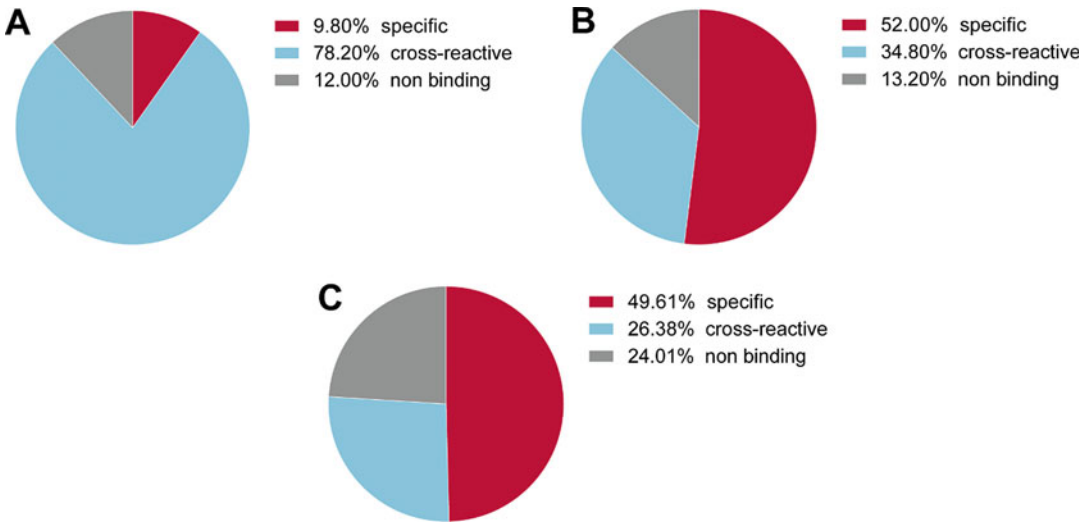 A
9.80% specific
78.20% cross-reactive
12.00% non binding
B
52.00% specific
34.80% cross-reactive
13.20% non binding
C
49.61% specific
26.38% cross-reactive
24.01% non binding